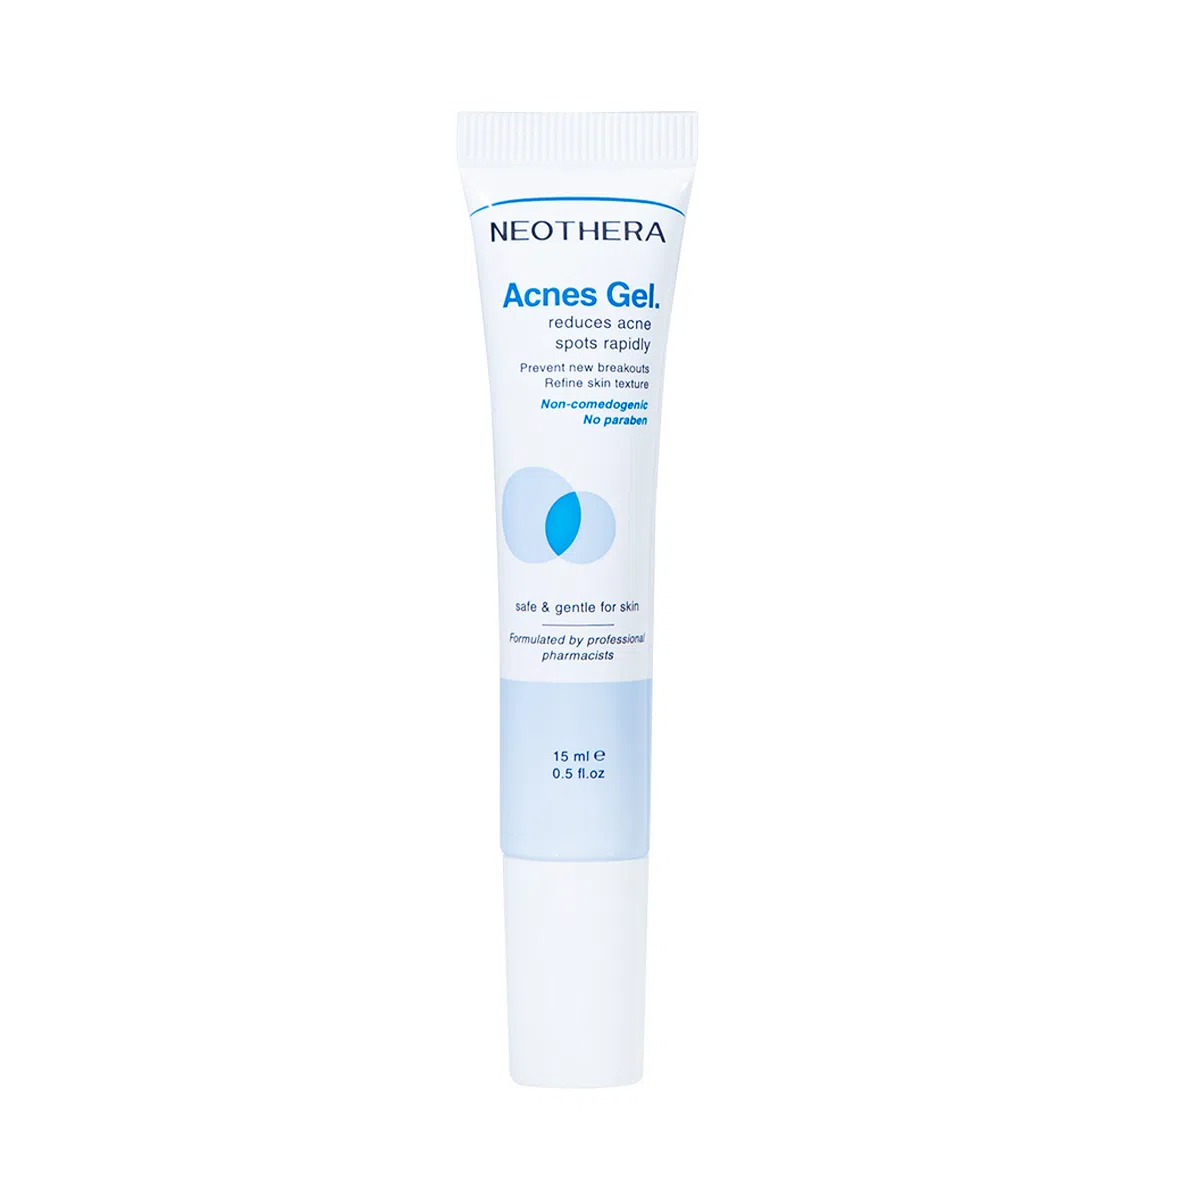 NEOTHERA
Acnes Gel.
reduces acne
spots rapidly
Prevent new breakouts
Refine skin texture
Non-comedogenic
No paraben
safe & gentle for skin
Formulated by professional
pharmacists
15 ml ℮
0.5 fl.oz